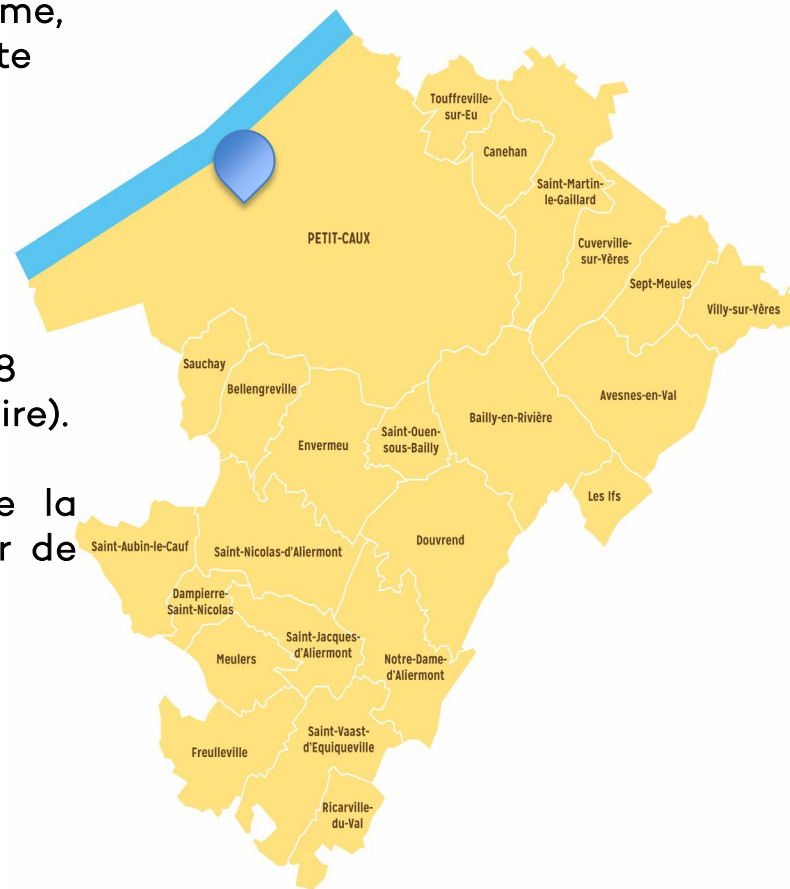 me,
te
8
ire).
e la
r de
Touffreville-
sur-Eu
Canehan
Saint-Martin-
le-Gaillard
PETIT-CAUX
Cuverville-
sur-Yères
Sept-Meules
Villy-sur-Yères
Sauchay
Bellengreville
Avesnes-en-Val
Bailly-en-Rivière
Saint-Ouen-
sous-Bailly
Envermeu
Les Ifs
Saint-Aubin-le-Cauf
Saint-Nicolas-d'Aliermont
Douvrend
Dampierre-
Saint-Nicolas
Saint-Jacques-
d'Aliermont
Meulers
Notre-Dame-
d'Aliermont
Saint-Vaast-
d'Equiqueville
Freulleville
Ricarville-
du-Val